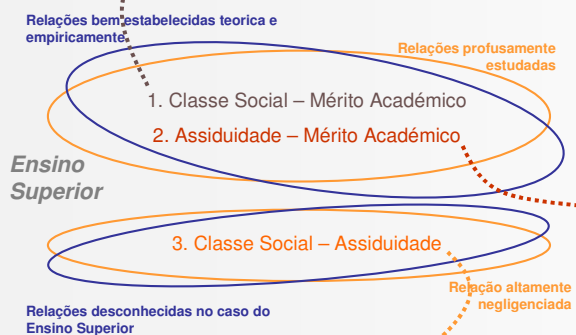 Relações bem estabelecidas teorica e
empiricamente
Relações profusamente
estudadas
1. Classe Social – Mérito Académico
2. Assiduidade – Mérito Académico
Ensino
Superior
3. Classe Social – Assiduidade
Relação altamente
negligenciada
Relações desconhecidas no caso do
Ensino Superior